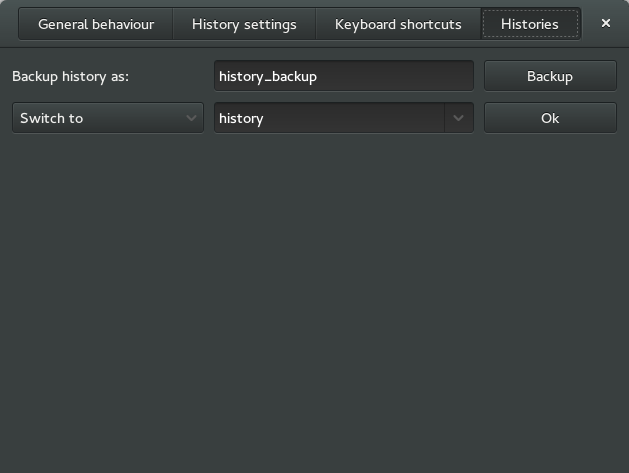 General behaviour History settings Keyboard shortcuts Histories ×
Backup history as: history_backup Backup
Switch to history Ok